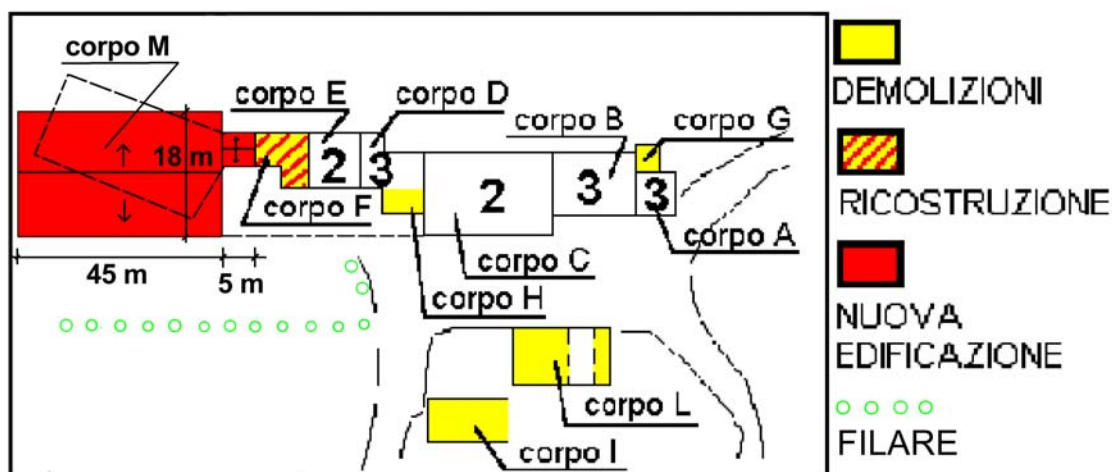 corpo M
corpo E
corpo D
corpo B
corpo G
18 m
2
3
2
3
3
corpo F
corpo A
45 m
5 m
corpo C
corpo H
corpo L
corpo I
DEMOLIZIONI
RICOSTRUZIONE
NUOVA
EDIFICAZIONE
FILARE